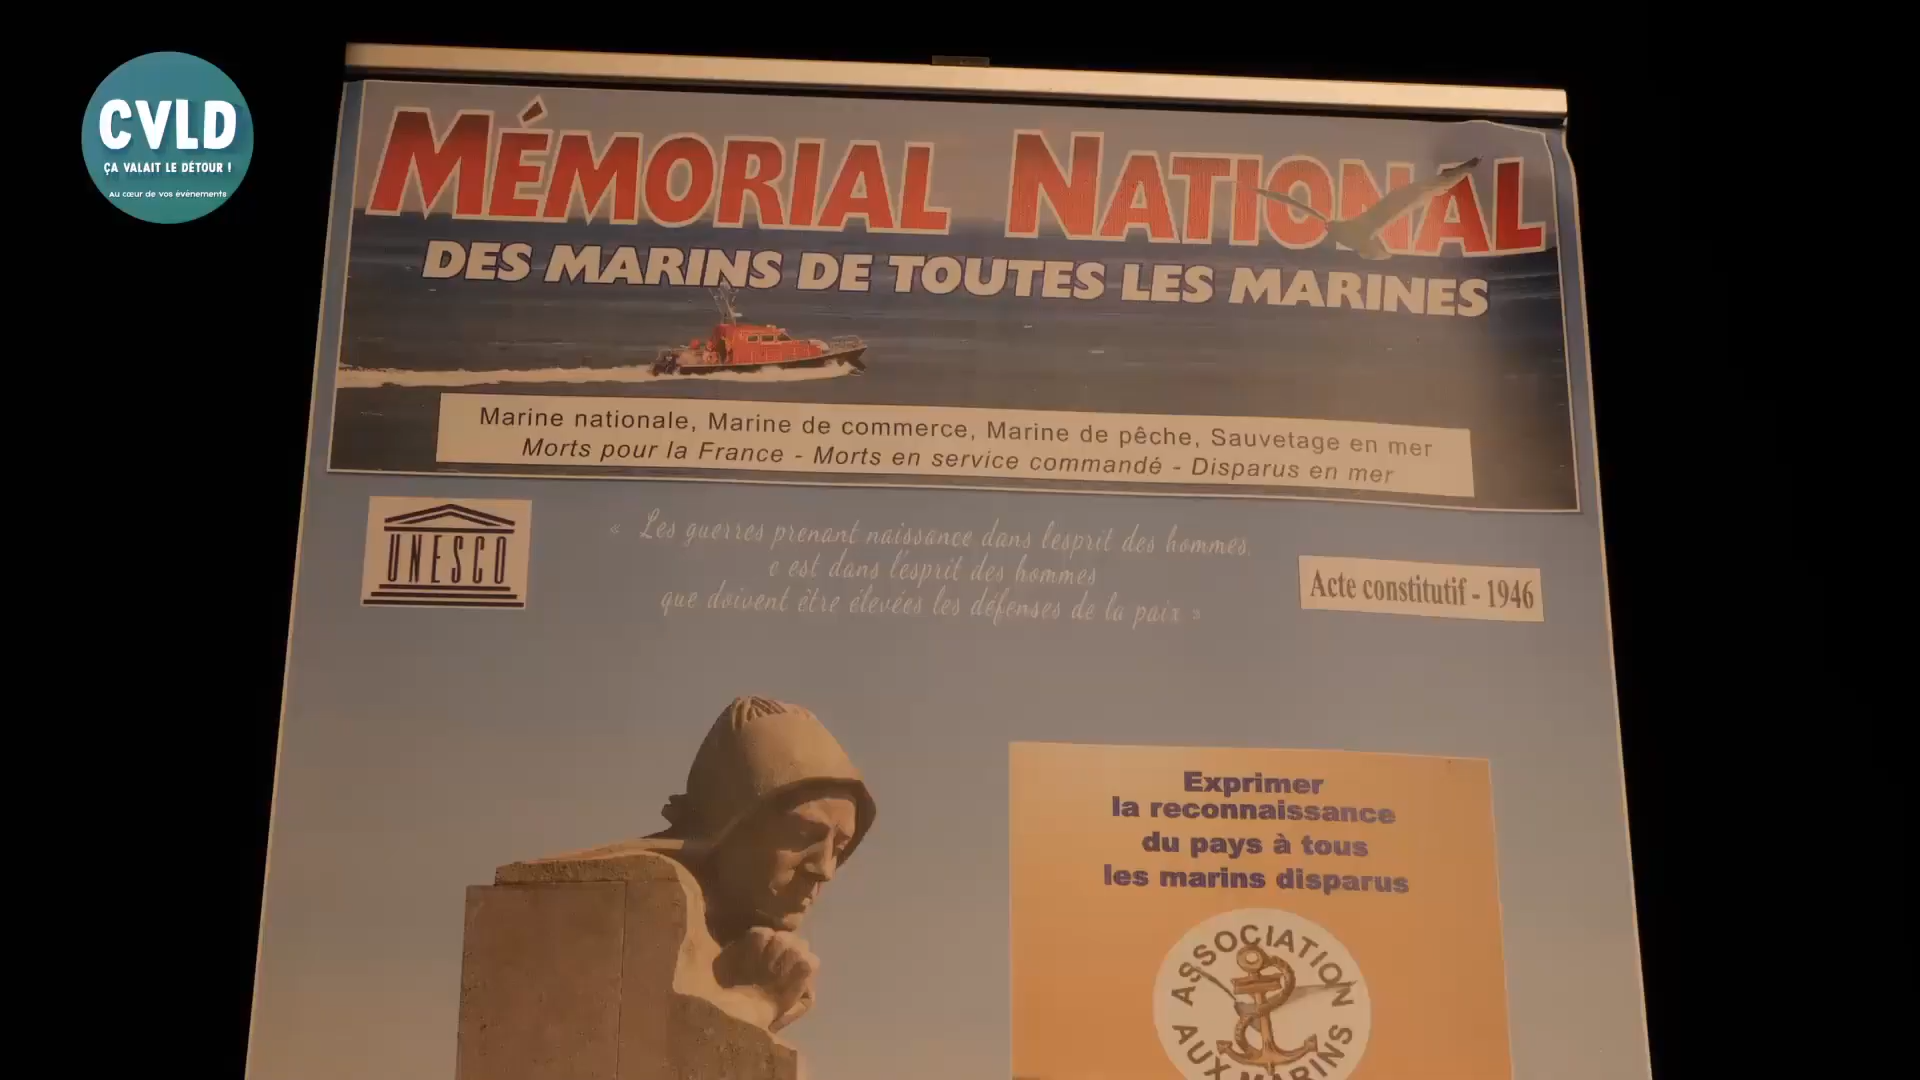 CVLD
ÇA VALAIT LE DÉTOUR !
Au cœur de vos événements
MÉMORIAL NATIONAL
DES MARINS DE TOUTES LES MARINES
Marine nationale, Marine de commerce, Marine de pêche, Sauvetage en mer
Morts pour la France - Morts en service commandé - Disparus en mer
UNESCO
« Les guerres prenant naissance dans l'esprit des hommes,
c est dans l'esprit des hommes
que doivent être élevées les défenses de la paix »
Acte constitutif - 1946
Exprimer
la reconnaissance
du pays à tous
les marins disparus
ASSOCIATION
AUX MARINS